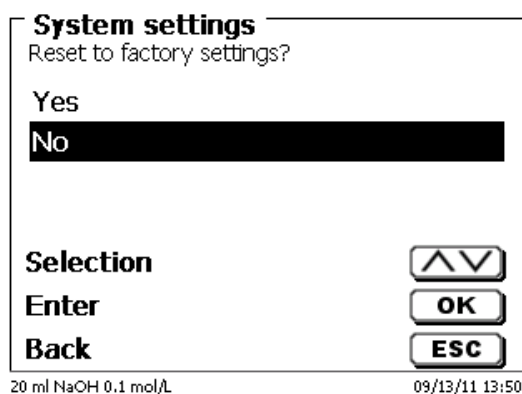 System settings
Reset to factory settings?
Yes
No
Selection
Enter OK
Back ESC
20 ml NaOH 0.1 mol/L 09/13/11 13:50